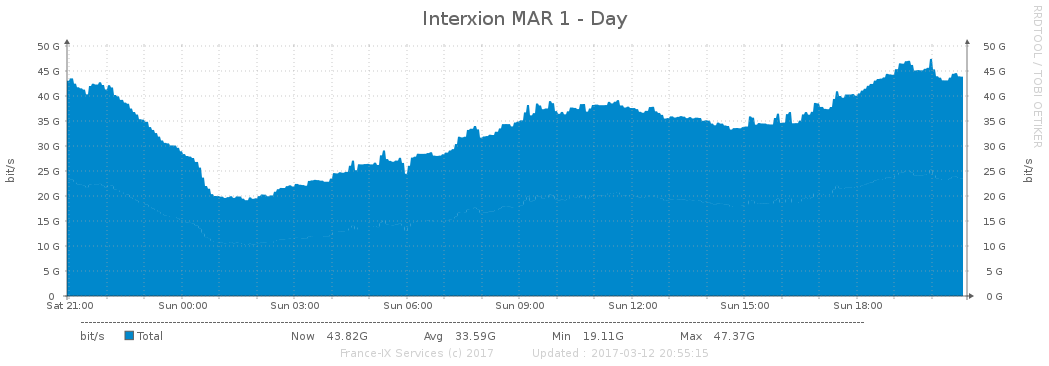 Interxion MAR 1 - Day
RRDTOOL / TOBI OETIKER
50 G 50 G
45 G 45 G
40 G 40 G
35 G 35 G
30 G 30 G
25 G 25 G
20 G 20 G
15 G 15 G
10 G 10 G
5 G 5 G
0 0 G
bit/s bit/s
Sat 21:00 Sun 00:00 Sun 03:00 Sun 06:00 Sun 09:00 Sun 12:00 Sun 15:00 Sun 18:00
bit/s Total Now 43.82G Avg 33.59G Min 19.11G Max 47.37G
France-IX Services (c) 2017 Updated : 2017-03-12 20:55:15